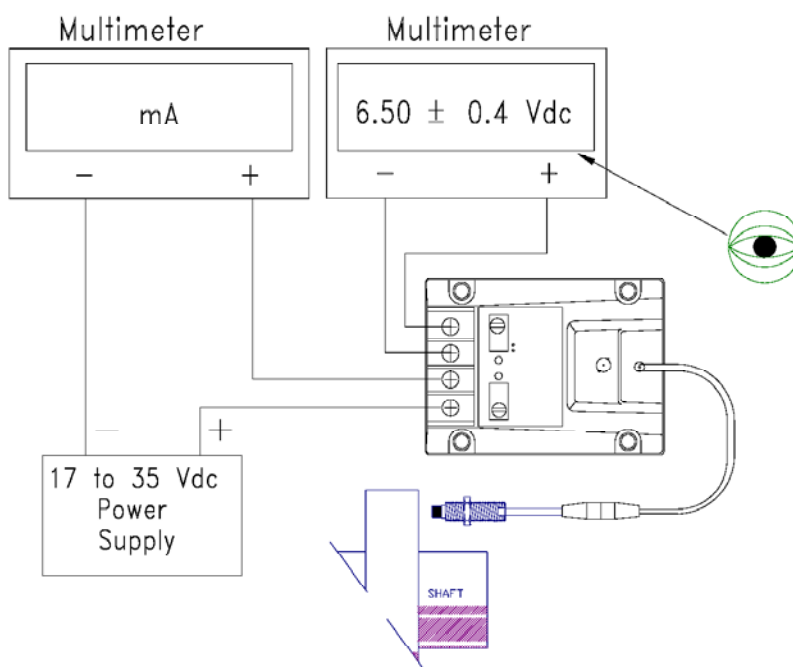 Multimeter
Multimeter
mA
6.50 ± 0.4 Vdc
- +
- +
- +
17 to 35 Vdc
Power
Supply
SHAFT